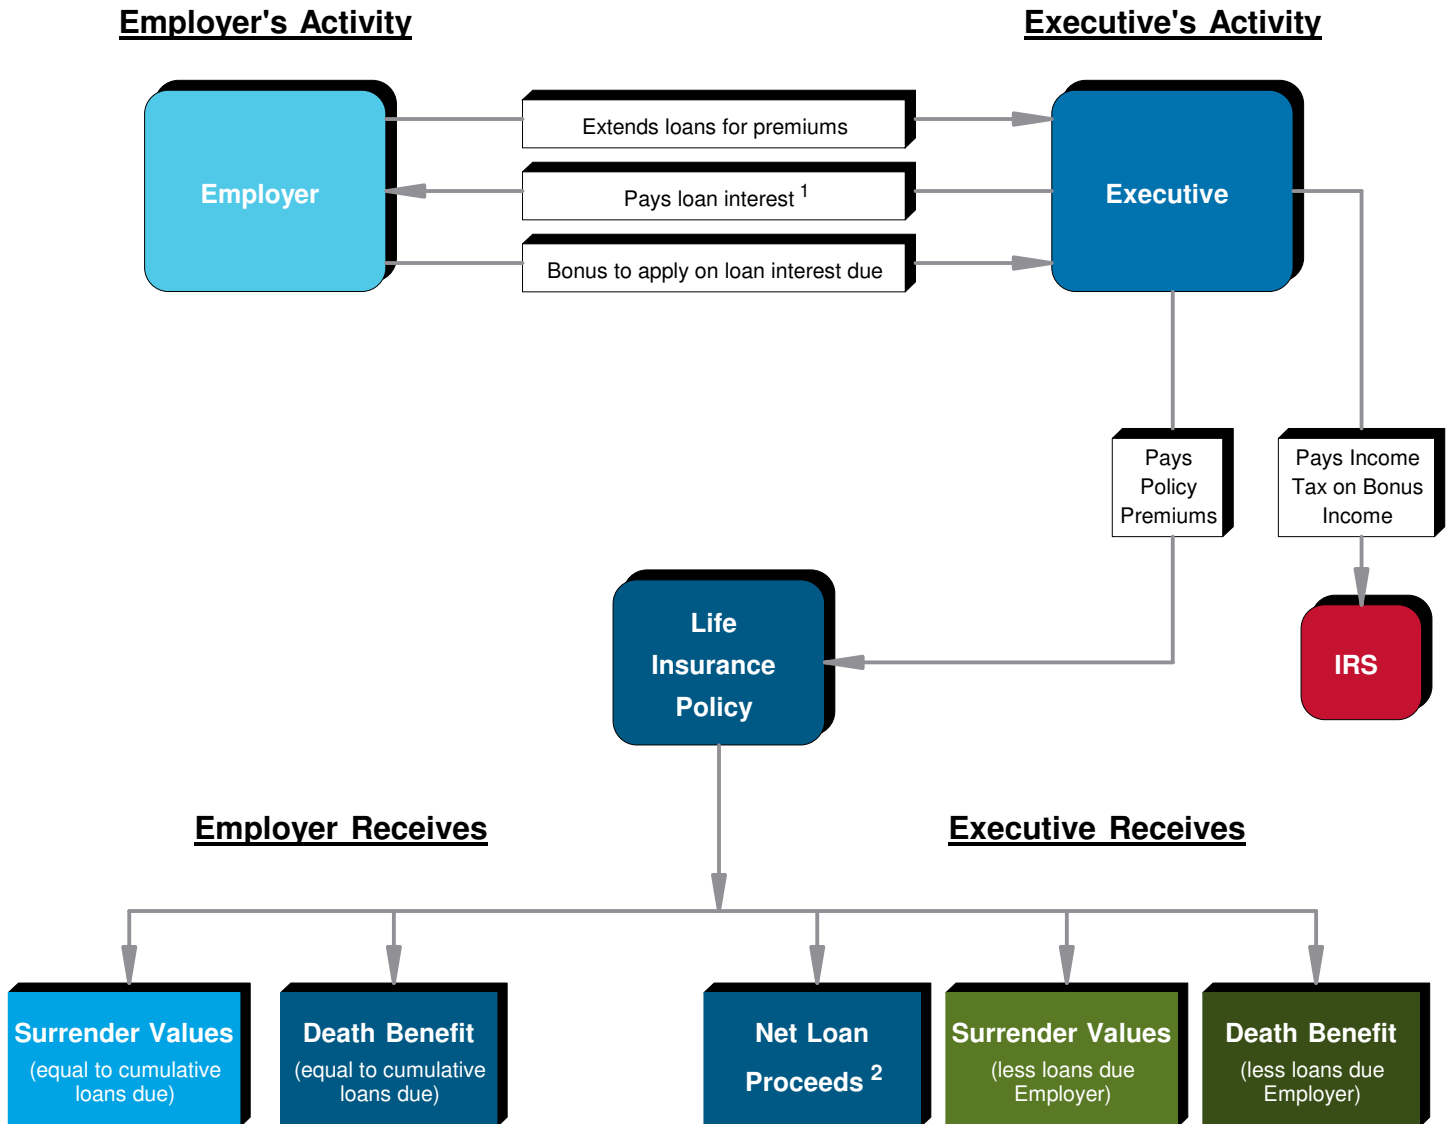 Employer's Activity
Executive's Activity
Employer
Extends loans for premiums
Pays loan interest 1
Bonus to apply on loan interest due
Executive
Pays
Policy
Premiums
Pays Income
Tax on Bonus
Income
Life
Insurance
Policy
IRS
Employer Receives
Executive Receives
Surrender Values
(equal to cumulative
loans due)
Death Benefit
(equal to cumulative
loans due)
Net Loan
Proceeds 2
Surrender Values
(less loans due
Employer)
Death Benefit
(less loans due
Employer)